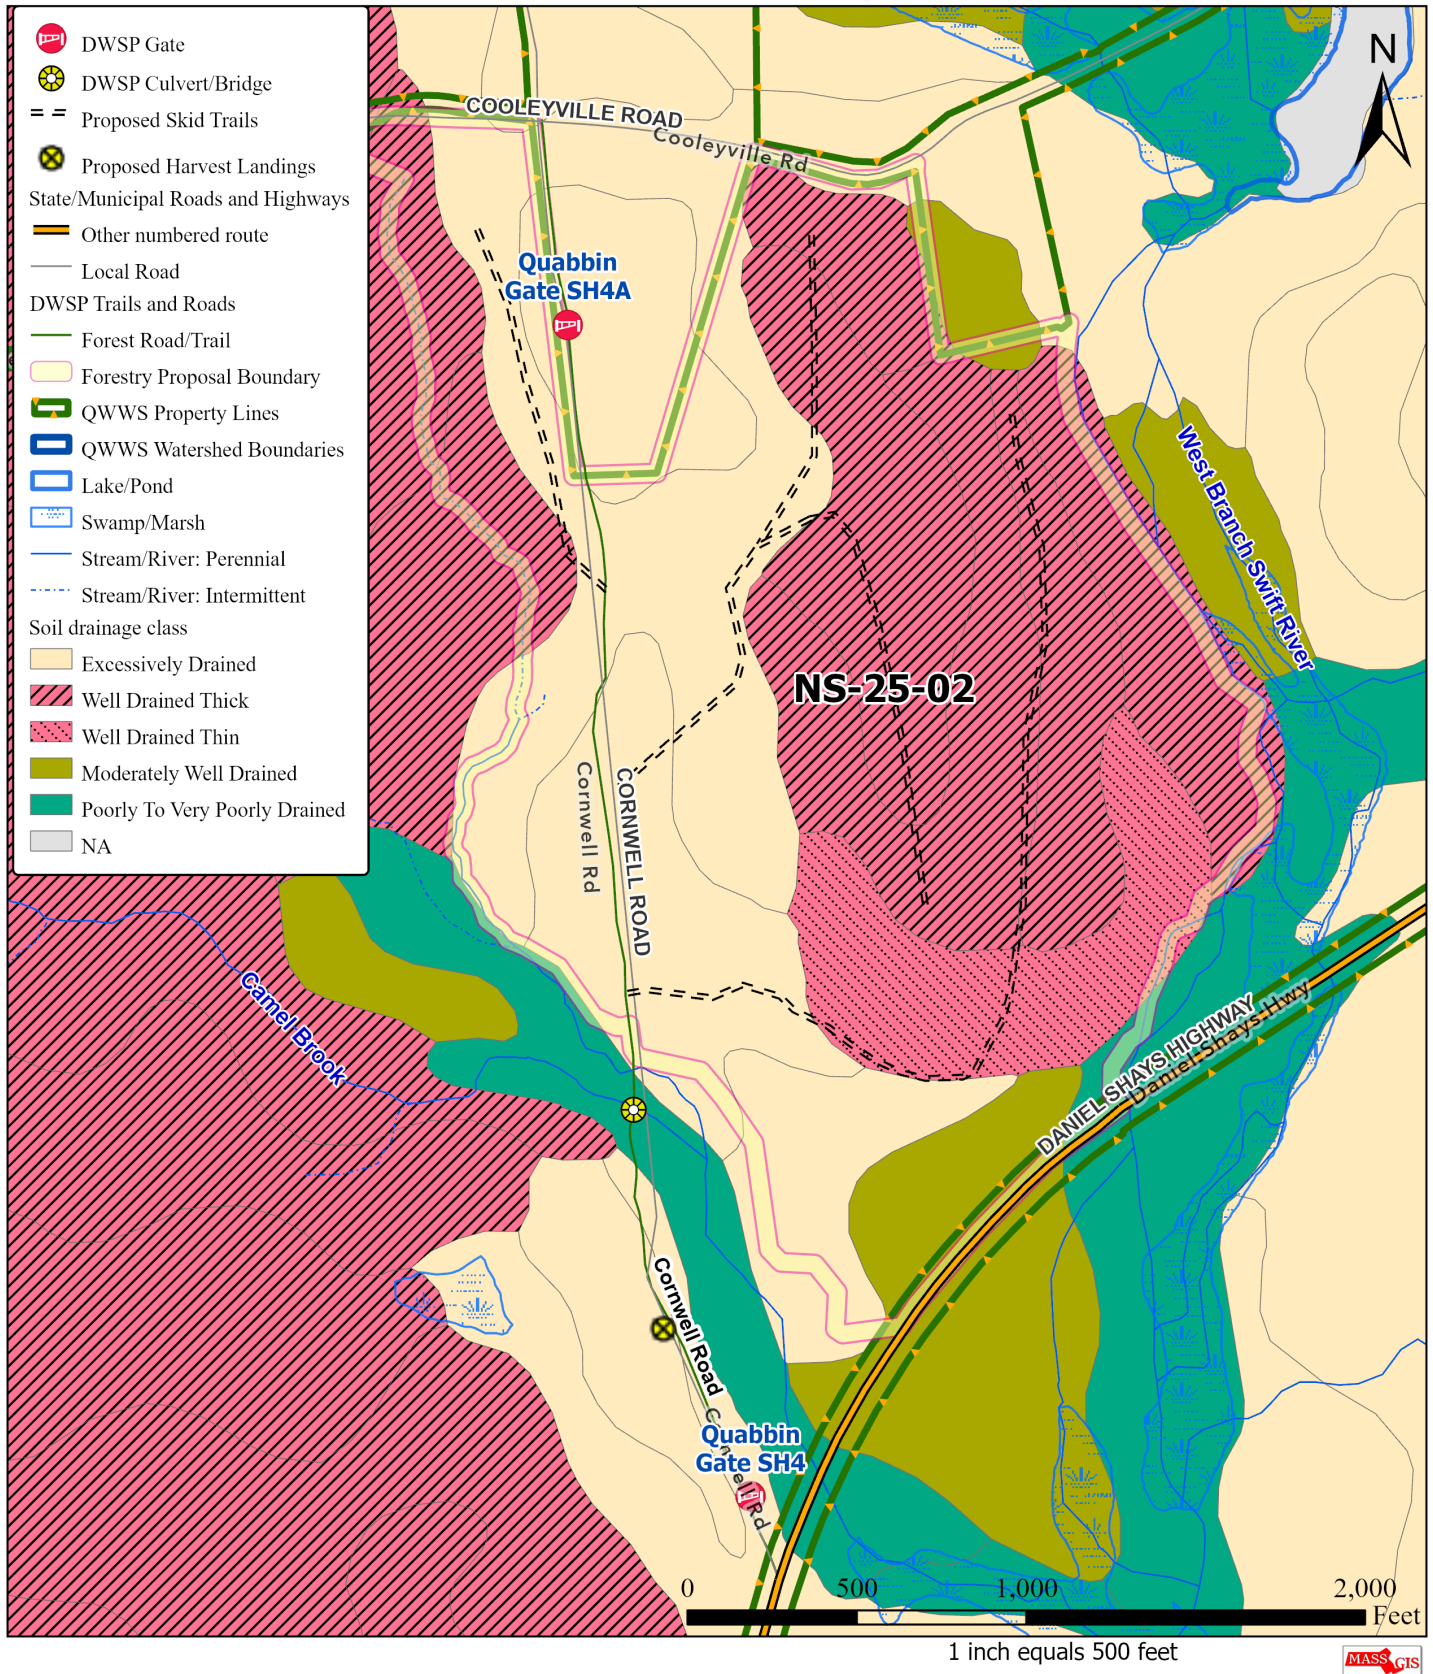 DWSP Gate
DWSP Culvert/Bridge
Proposed Skid Trails
Proposed Harvest Landings
State/Municipal Roads and Highways
Other numbered route
Local Road
DWSP Trails and Roads
Forest Road/Trail
Forestry Proposal Boundary
QWWS Property Lines
QWWS Watershed Boundaries
Lake/Pond
Swamp/Marsh
Stream/River: Perennial
Stream/River: Intermittent
Soil drainage class
Excessively Drained
Well Drained Thick
Well Drained Thin
Moderately Well Drained
Poorly To Very Poorly Drained
NA
N
COOLEYVILLE ROAD
Cooleyville Rd
Quabbin
Gate SH4A
West Branch Swift River
NS-25-02
Cornwell Rd
CORNWELL ROAD
Camel Brook
DANIEL SHAYS HIGHWAY
Daniel Shays Hwy
Cornwell Road
Cornwell Rd
Quabbin
Gate SH4
0 500 1,000 2,000
Feet
1 inch equals 500 feet
MASSGIS